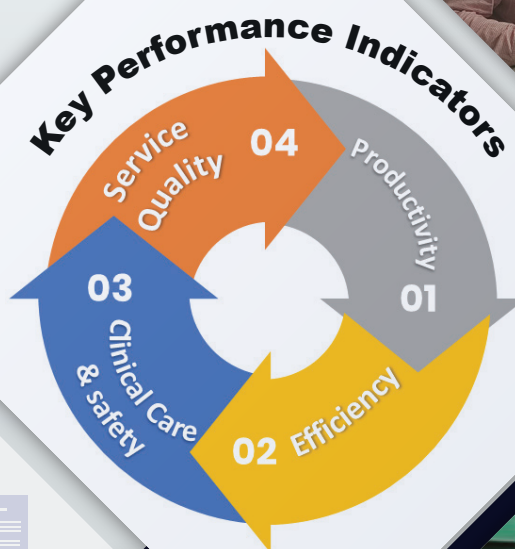 Key Performance Indicators
Productivity
01
02
Efficiency
03
Clinical Care
& safety
04
Service
Quality